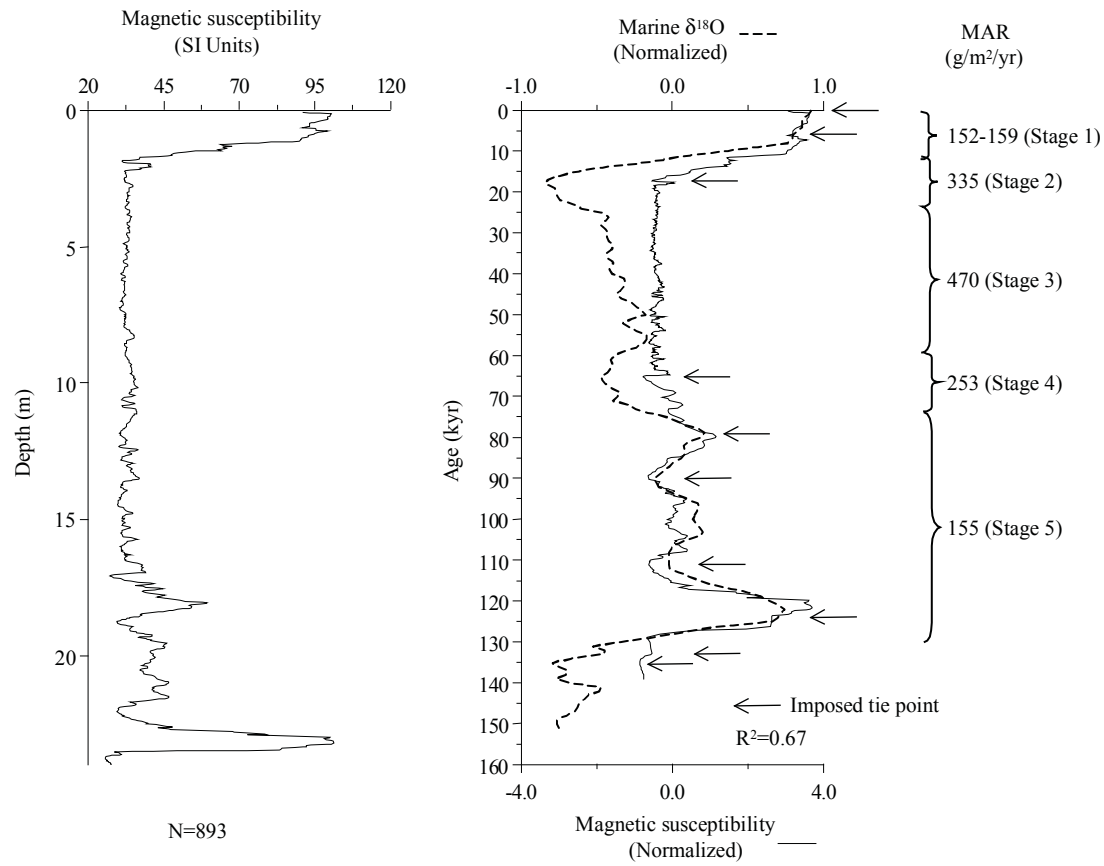 Magnetic susceptibility
(SI Units)
20 45 70 95 120
0
5
10
15
20
Depth (m)
N=893
Marine δ¹⁸O
(Normalized)
-1.0 0.0 1.0
0
10
20
30
40
50
60
70
80
90
100
110
120
130
140
150
160
Age (kyr)
Imposed tie point
R²=0.67
-4.0 0.0 4.0
Magnetic susceptibility
(Normalized)
MAR
(g/m²/yr)
152-159 (Stage 1)
335 (Stage 2)
470 (Stage 3)
253 (Stage 4)
155 (Stage 5)